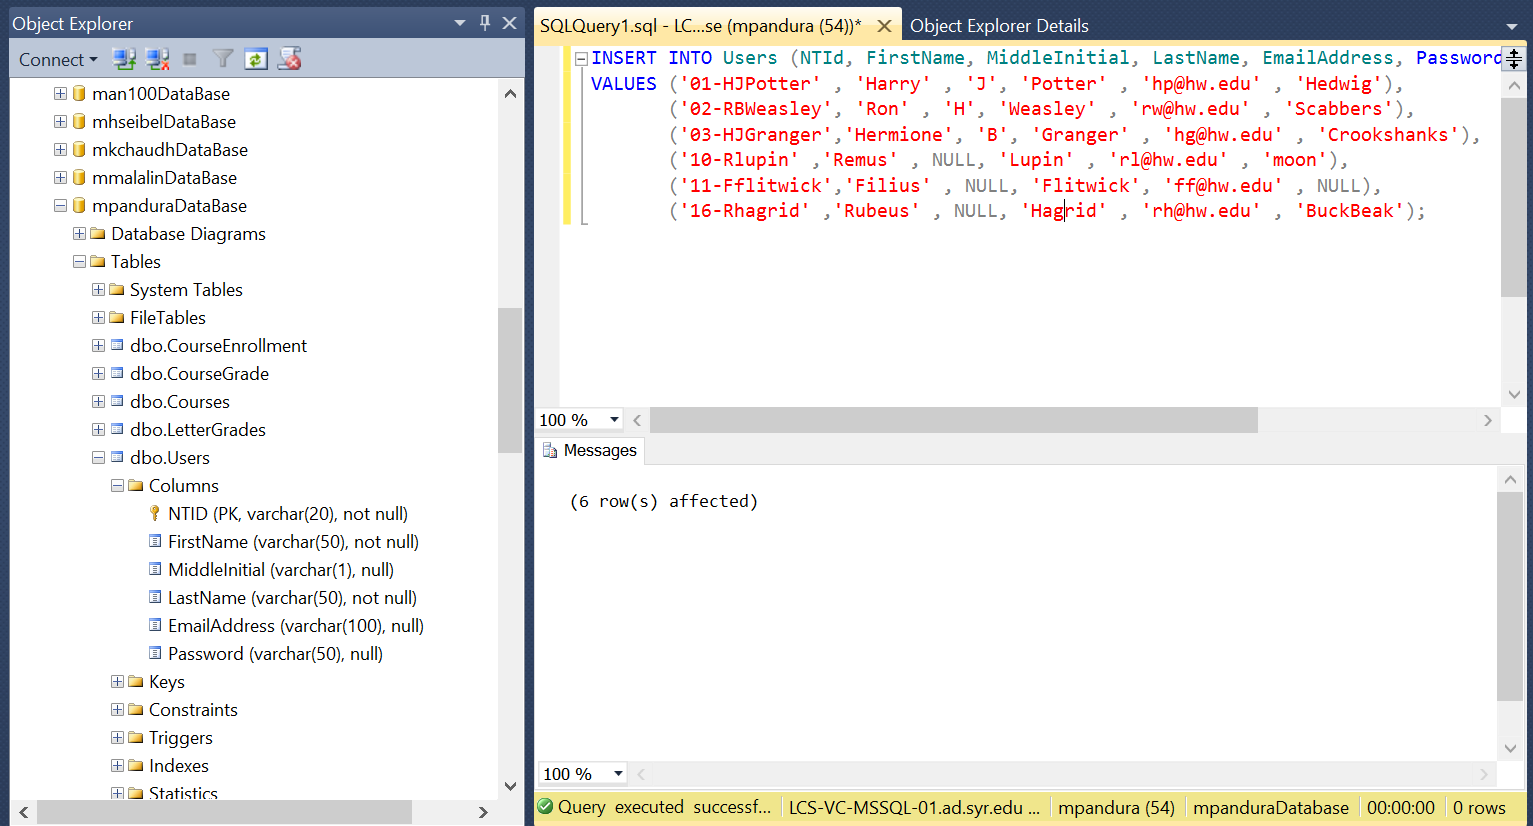 Object Explorer
Connect
man100DataBase
mhseibelDataBase
mkchaudhDataBase
mmalalinDataBase
mpanduraDataBase
Database Diagrams
Tables
System Tables
FileTables
dbo.CourseEnrollment
dbo.CourseGrade
dbo.Courses
dbo.LetterGrades
dbo.Users
Columns
NTID (PK, varchar(20), not null)
FirstName (varchar(50), not null)
MiddleInitial (varchar(1), null)
LastName (varchar(50), not null)
EmailAddress (varchar(100), null)
Password (varchar(50), null)
Keys
Constraints
Triggers
Indexes
Statistics
SQLQuery1.sql - LC...se (mpandura (54))*
Object Explorer Details
INSERT INTO Users (NTId, FirstName, MiddleInitial, LastName, EmailAddress, Password
VALUES ('01-HJPotter' , 'Harry' , 'J', 'Potter' , 'hp@hw.edu' , 'Hedwig'),
('02-RBWeasley', 'Ron' , 'H', 'Weasley' , 'rw@hw.edu' , 'Scabbers'),
('03-HJGranger','Hermione', 'B', 'Granger' , 'hg@hw.edu' , 'Crookshanks'),
('10-Rlupin' ,'Remus' , NULL, 'Lupin' , 'rl@hw.edu' , 'moon'),
('11-Fflitwick','Filius' , NULL, 'Flitwick', 'ff@hw.edu' , NULL),
('16-Rhagrid' ,'Rubeus' , NULL, 'Hagrid' , 'rh@hw.edu' , 'BuckBeak');
100 %
Messages
(6 row(s) affected)
100 %
Query executed successf... LCS-VC-MSSQL-01.ad.syr.edu ... mpandura (54) mpanduraDatabase 00:00:00 0 rows